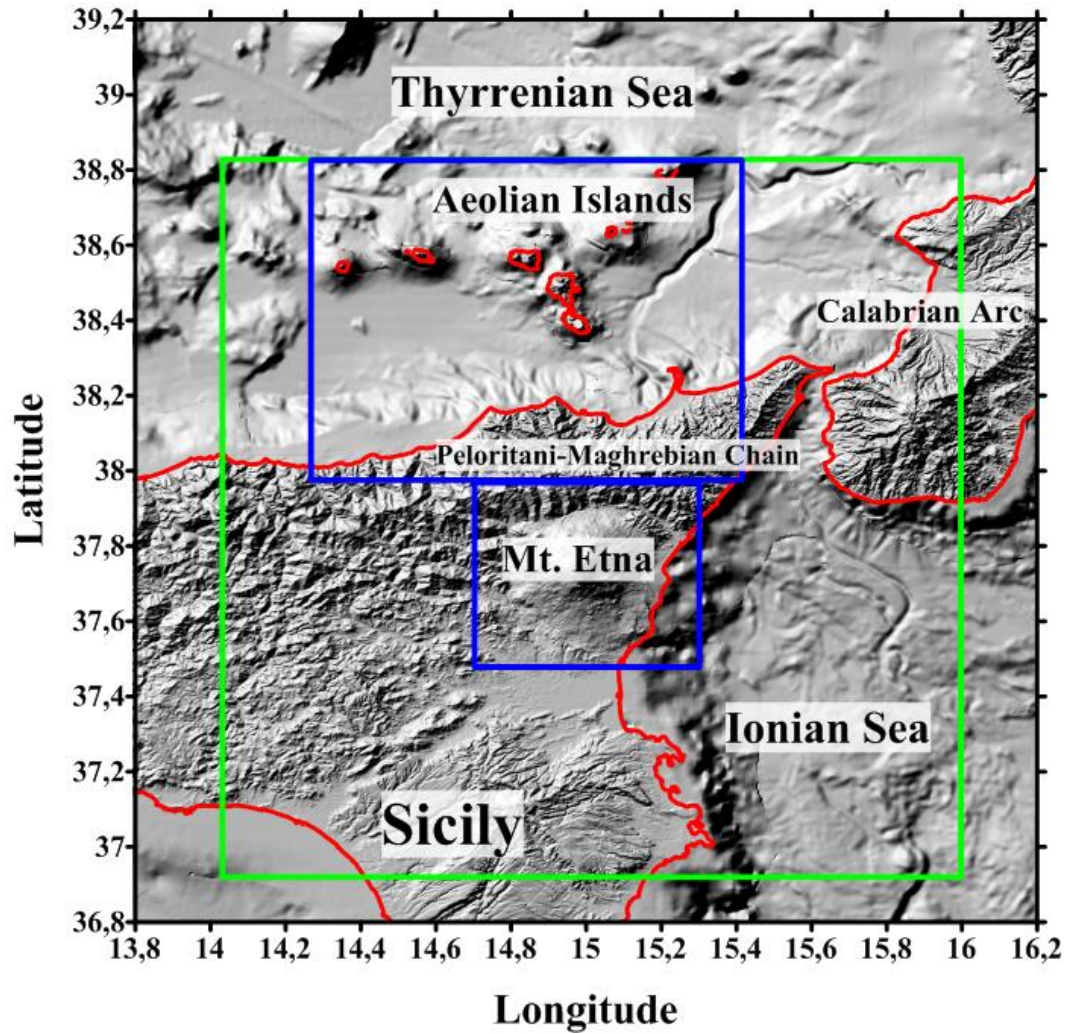 39,2
39
38,8
38,6
38,4
38,2
38
37,8
37,6
37,4
37,2
37
36,8
Latitude
Thyrrenian Sea
Aeolian Islands
Calabrian Arc
Peloritani-Maghrebian Chain
Mt. Etna
Ionian Sea
Sicily
13,8 14 14,2 14,4 14,6 14,8 15 15,2 15,4 15,6 15,8 16 16,2
Longitude